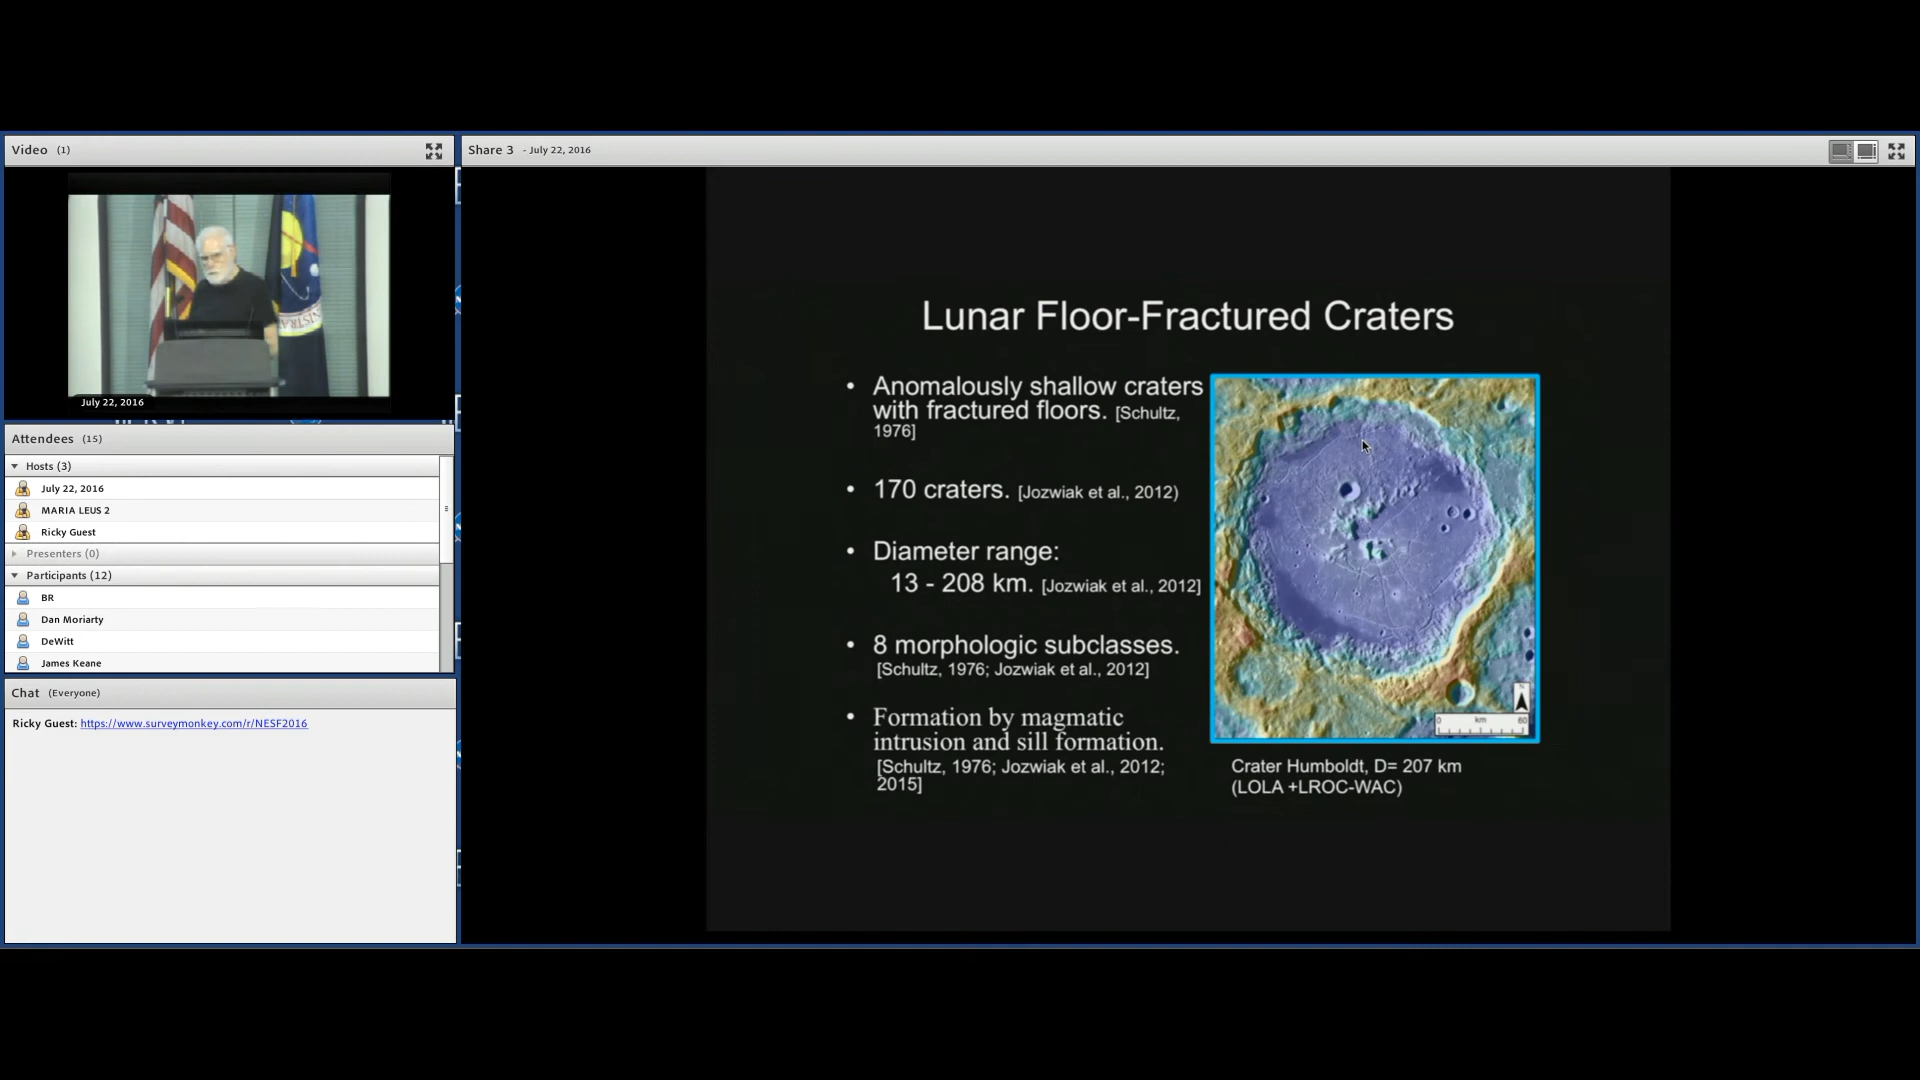 Video (1)
July 22, 2016
Attendees (15)
Hosts (3)
July 22, 2016
MARIA LEUS 2
Ricky Guest
Presenters (0)
Participants (12)
BR
Dan Moriarty
DeWitt
James Keane
Chat (Everyone)
Ricky Guest: https://www.surveymonkey.com/r/NESF2016
Share 3 - July 22, 2016
Lunar Floor-Fractured Craters
• Anomalously shallow craters
with fractured floors. [Schultz,
1976]
• 170 craters. [Jozwiak et al., 2012)
• Diameter range:
13 - 208 km. [Jozwiak et al., 2012]
• 8 morphologic subclasses.
[Schultz, 1976; Jozwiak et al., 2012]
• Formation by magmatic
intrusion and sill formation.
[Schultz, 1976; Jozwiak et al., 2012;
2015]
N
0 km 60
Crater Humboldt, D= 207 km
(LOLA +LROC-WAC)